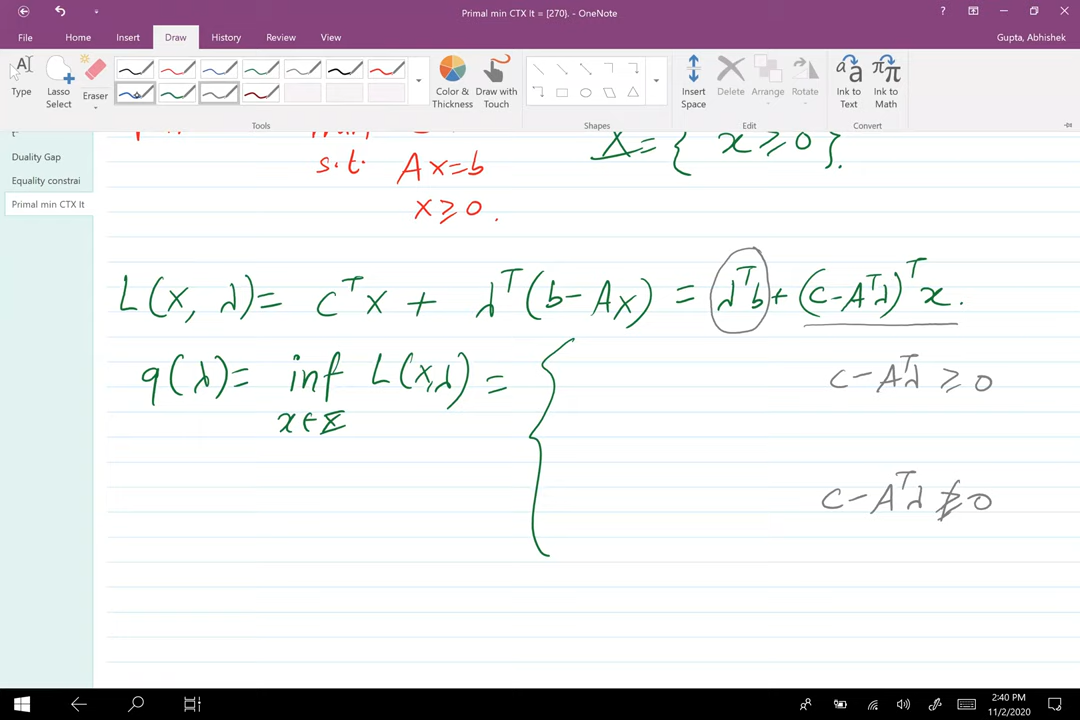 Primal min CTX It = [270}. - OneNote
File Home Insert Draw History Review View
Gupta, Abhishek
Type Lasso Select Eraser Color & Thickness Draw with Touch Insert Space Delete Arrange Rotate Ink to Text Ink to Math
Tools Shapes Edit Convert
Duality Gap
Equality constrai
Primal min CTX It
X = { x ≥ 0 }.
s.t. Ax=b
x ≥ 0.
L(x, λ) = cᵀx + λᵀ(b-Ax) = λᵀb + (c-Aᵀλ)ᵀx.
q(λ) = inf L(x,λ) = {
x∈X
c-Aᵀλ ≥ 0
c-Aᵀλ ≱ 0
2:40 PM
11/2/2020